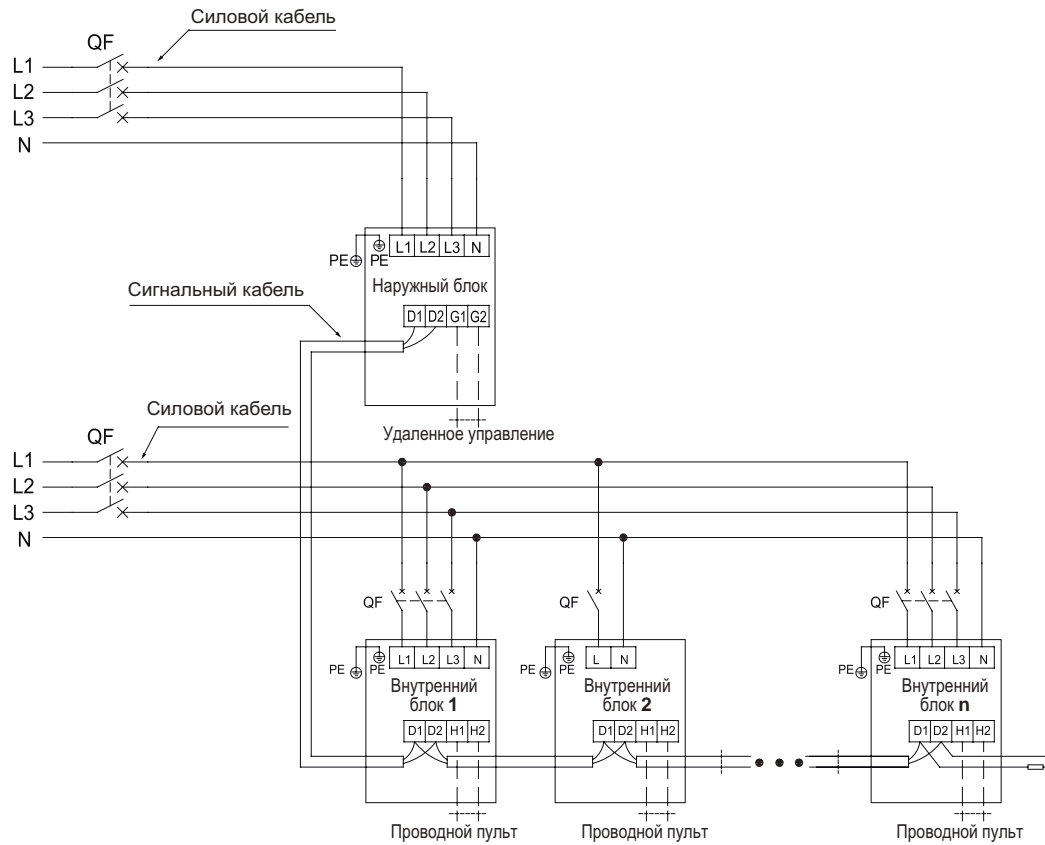 Силовой кабель
QF
L1
L2
L3
N
L1 L2 L3 N
PE PE
Наружный блок
Сигнальный кабель
D1 D2 G1 G2
Силовой кабель
Удаленное управление
QF
L1
L2
L3
N
QF QF QF
L1 L2 L3 N L N L1 L2 L3 N
PE PE PE PE PE PE
Внутренний блок 1
Внутренний блок 2
Внутренний блок n
D1 D2 H1 H2 D1 D2 H1 H2 D1 D2 H1 H2
Проводной пульт Проводной пульт Проводной пульт